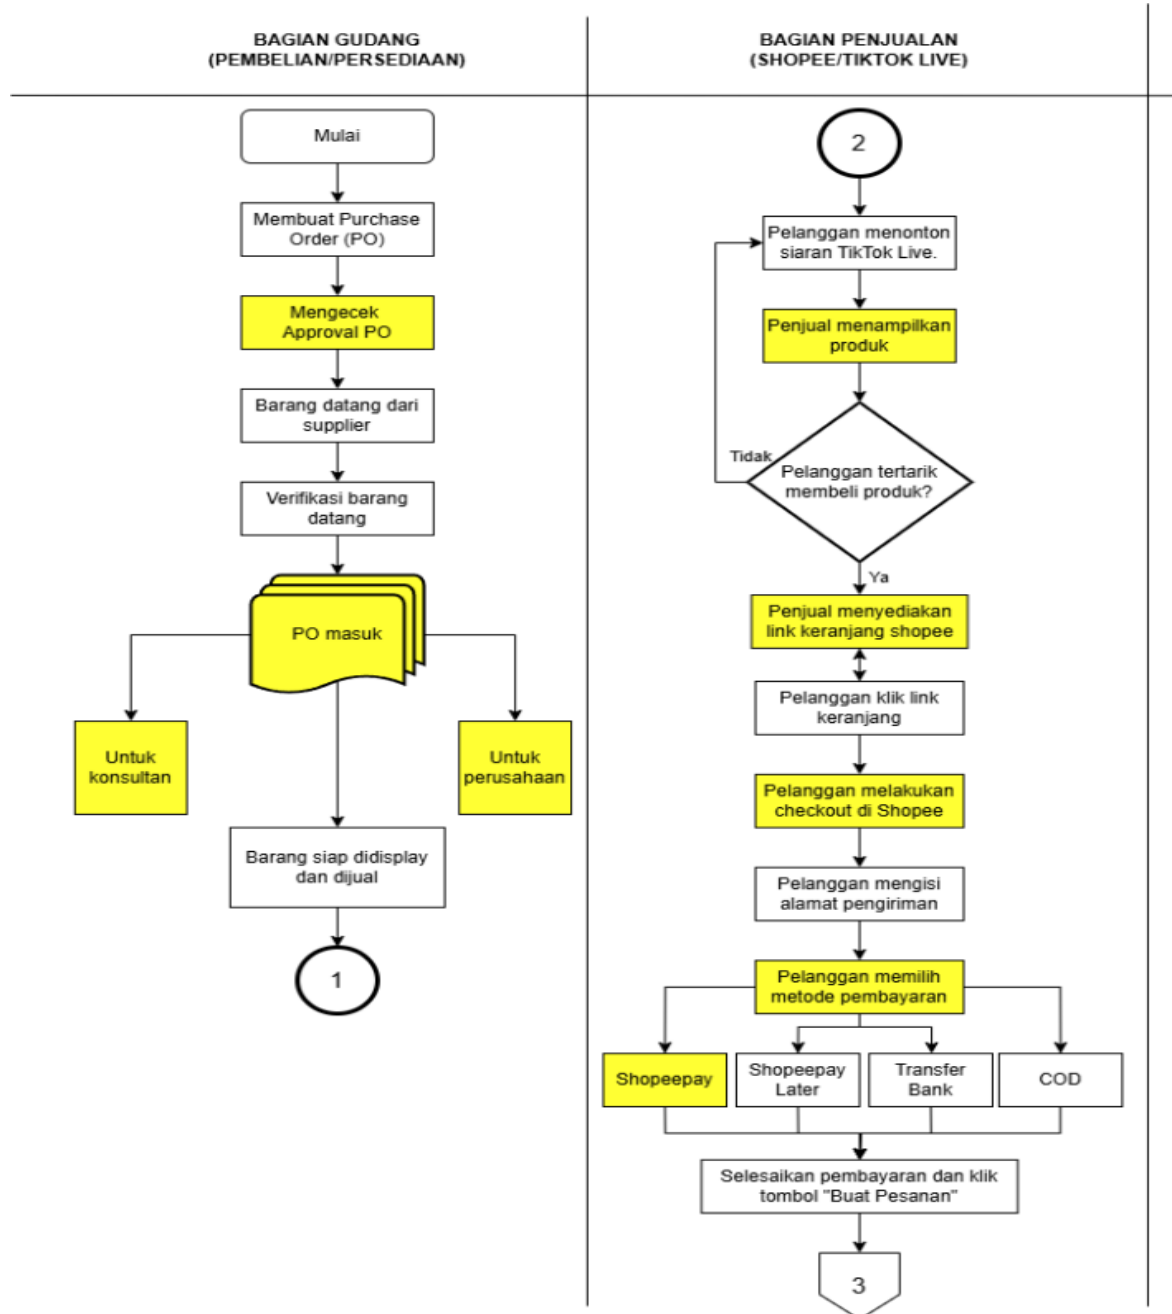 BAGIAN GUDANG
(PEMBELIAN/PERSEDIAAN)
Mulai
Membuat Purchase
Order (PO)
Mengecek
Approval PO
Barang datang dari
supplier
Verifikasi barang
datang
PO masuk
Untuk
konsultan
Untuk
perusahaan
Barang siap didisplay
dan dijual
1
BAGIAN PENJUALAN
(SHOPEE/TIKTOK LIVE)
2
Pelanggan menonton
siaran TikTok Live.
Penjual menampilkan
produk
Tidak
Pelanggan tertarik
membeli produk?
Ya
Penjual menyediakan
link keranjang shopee
Pelanggan klik link
keranjang
Pelanggan melakukan
checkout di Shopee
Pelanggan mengisi
alamat pengiriman
Pelanggan memilih
metode pembayaran
Shopeepay
Shopeepay
Later
Transfer
Bank
COD
Selesaikan pembayaran dan klik
tombol "Buat Pesanan"
3